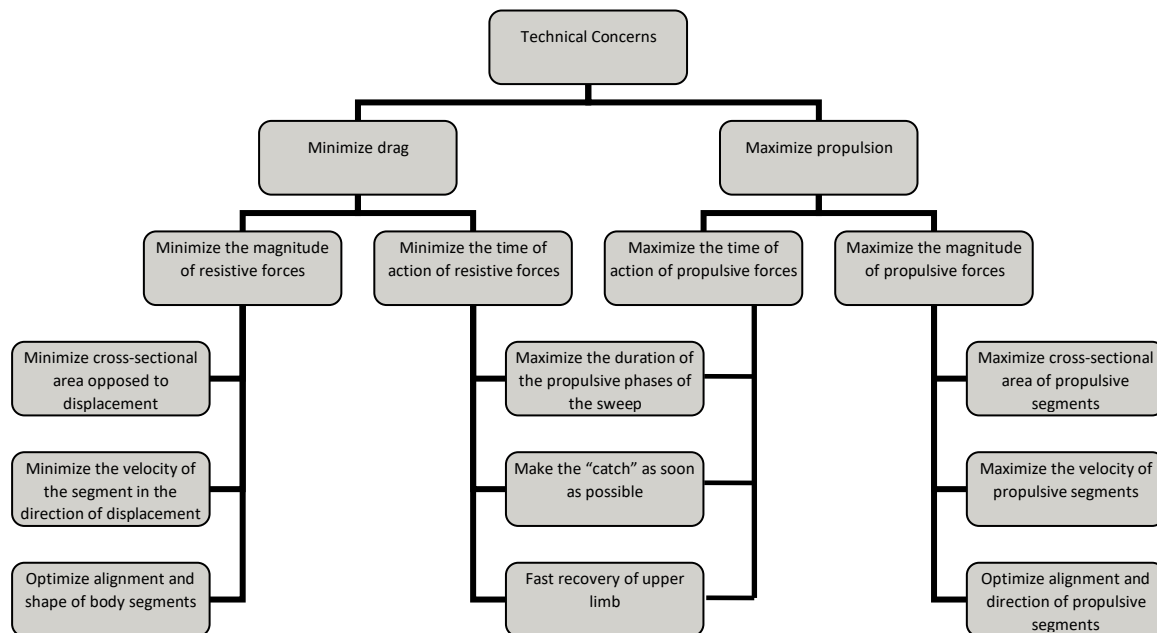 Technical Concerns
Minimize drag
Maximize propulsion
Minimize the magnitude
of resistive forces
Minimize the time of
action of resistive forces
Maximize the time of
action of propulsive forces
Maximize the magnitude
of propulsive forces
Minimize cross-sectional
area opposed to
displacement
Maximize the duration of
the propulsive phases of
the sweep
Maximize cross-sectional
area of propulsive
segments
Minimize the velocity of
the segment in the
direction of displacement
Make the “catch” as soon
as possible
Maximize the velocity of
propulsive segments
Optimize alignment and
shape of body segments
Fast recovery of upper
limb
Optimize alignment and
direction of propulsive
segments